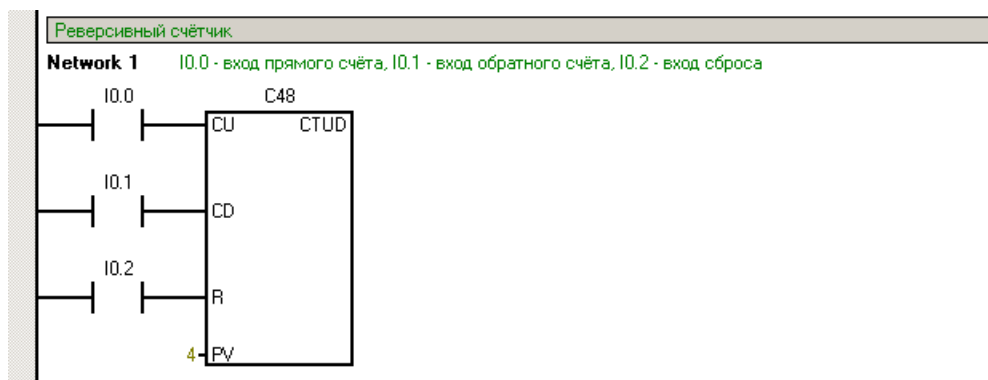 Реверсивный счётчик
Network 1 I0.0 - вход прямого счёта, I0.1 - вход обратного счёта, I0.2 - вход сброса
I0.0 C48
CU CTUD
I0.1
CD
I0.2
R
4 PV